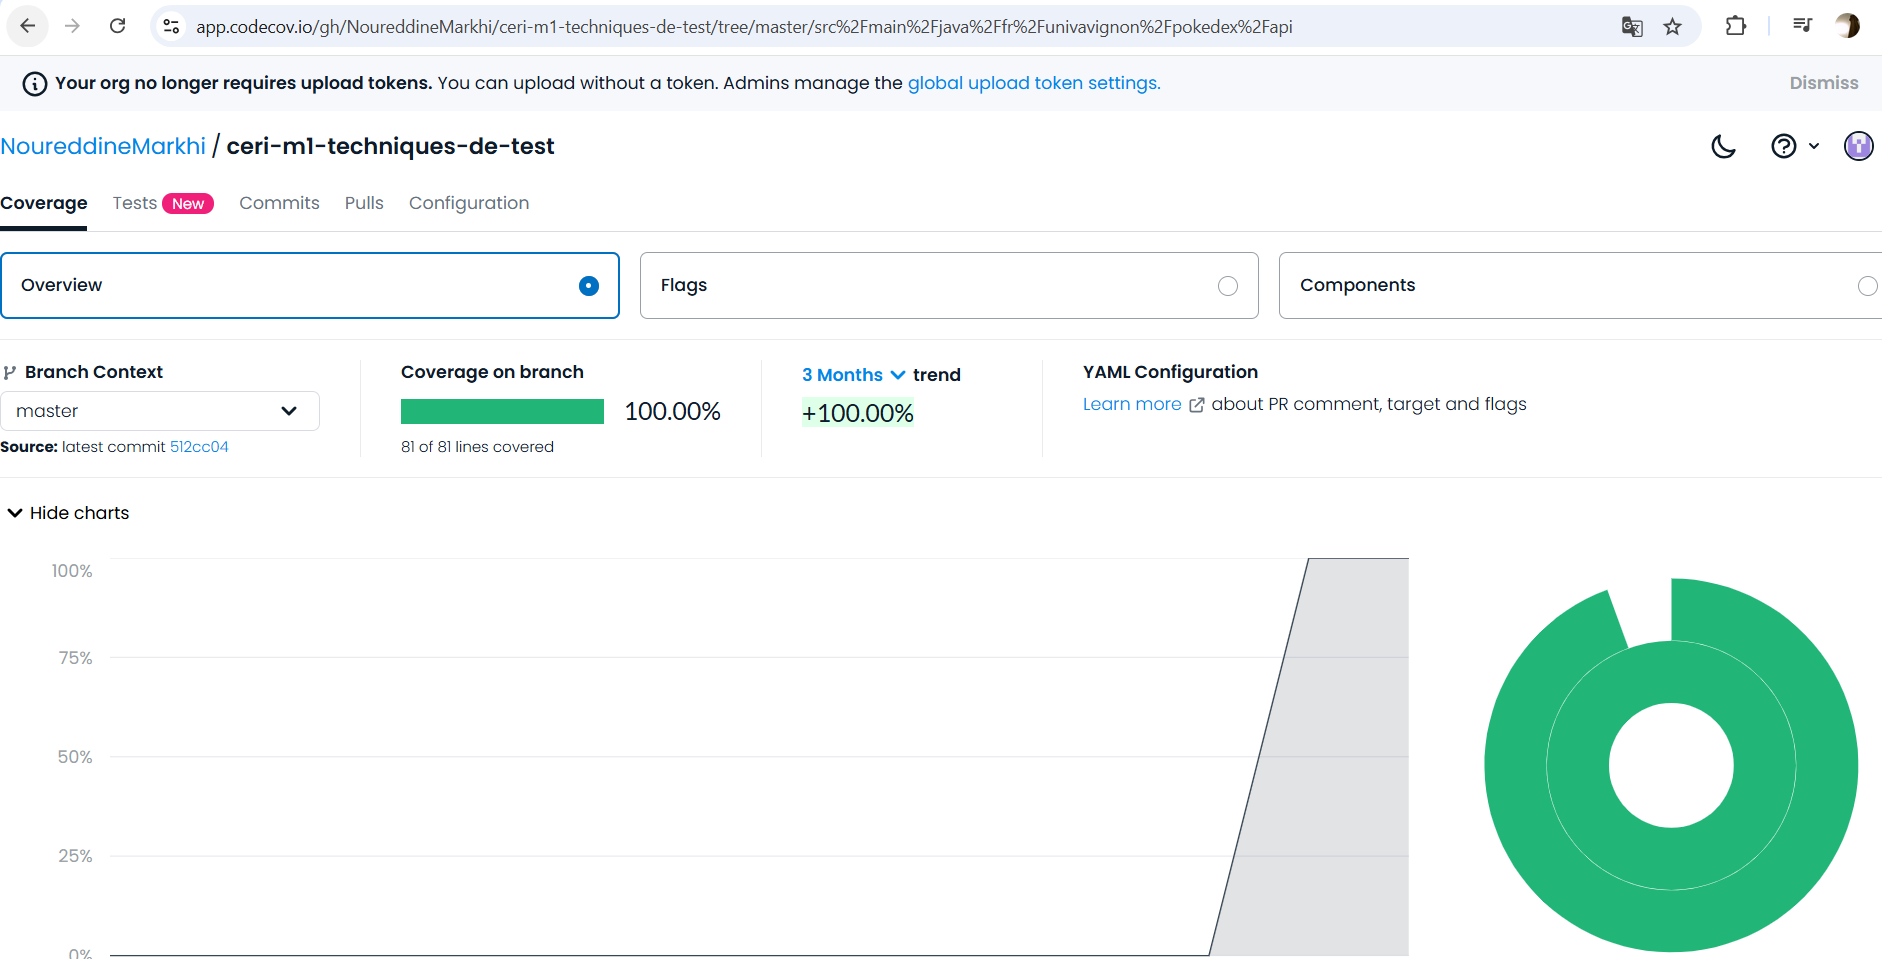 app.codecov.io/gh/NoureddineMarkhi/ceri-m1-techniques-de-test/tree/master/src%2Fmain%2Fjava%2Ffr%2Funivavignon%2Fpokedex%2Fapi
Your org no longer requires upload tokens. You can upload without a token. Admins manage the global upload token settings.
Dismiss
NoureddineMarkhi / ceri-m1-techniques-de-test
Coverage Tests New Commits Pulls Configuration
Overview Flags Components
Branch Context
master
Source: latest commit 512cc04
Coverage on branch
100.00%
81 of 81 lines covered
3 Months trend
+100.00%
YAML Configuration
Learn more about PR comment, target and flags
Hide charts
100%
75%
50%
25%
0%